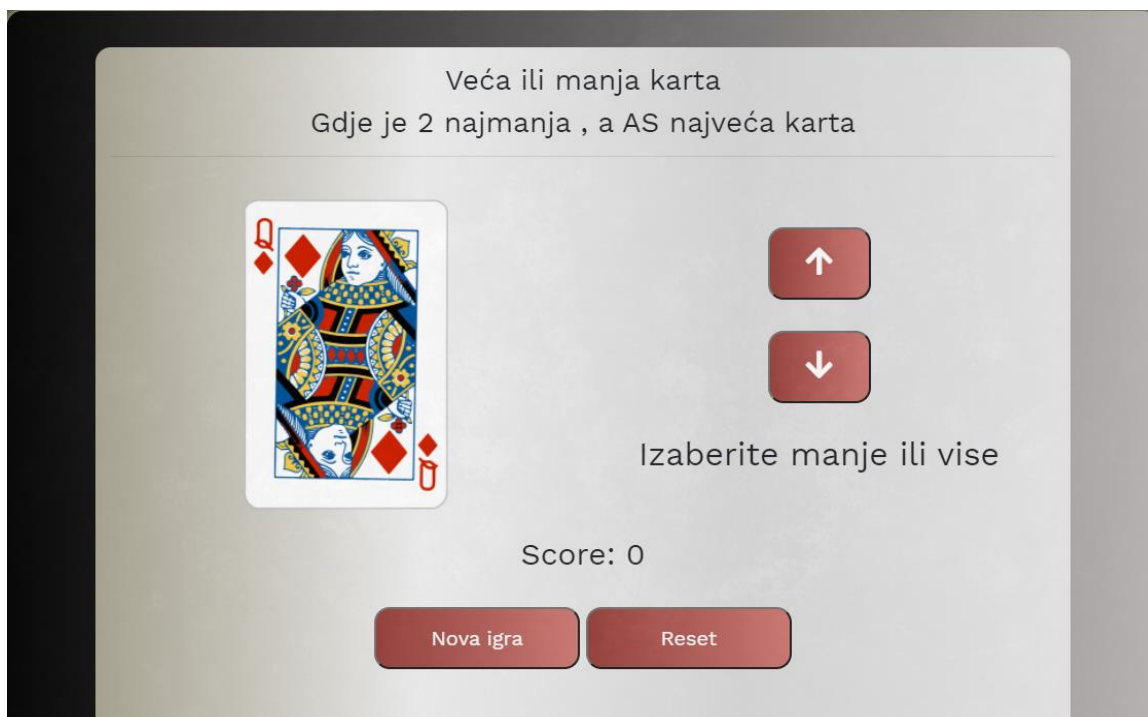 Veća ili manja karta
Gdje je 2 najmanja , a AS najveća karta
Q
Izaberite manje ili vise
Q
Score: 0
Nova igra
Reset